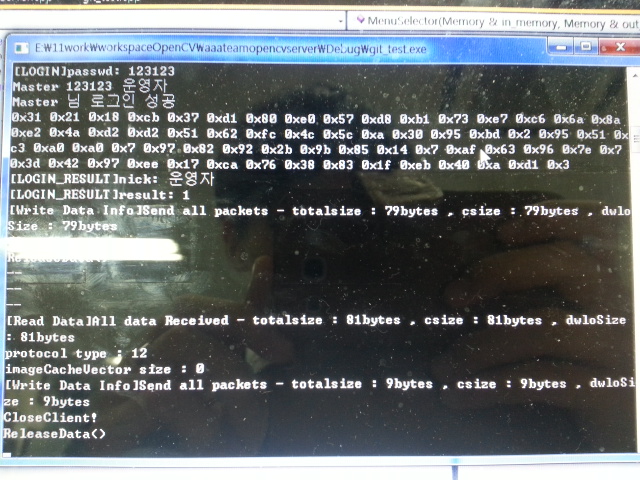 MenuSelector(Memory & in_memory, Memory & out
E:₩11work₩workspaceOpenCV₩aaateamopencvserver₩Debug₩git_test.exe
[LOGIN]passwd: 123123
Master 123123 운영자
Master 님 로그인 성공
0x31 0x21 0x18 0xcb 0x37 0xd1 0x80 0xe0 0x57 0xd8 0xb1 0x73 0xe7 0xc6 0x6a 0x8a
0xe2 0x4a 0xd2 0xd2 0x51 0x62 0xfc 0x4c 0x5c 0xa 0x30 0x95 0xbd 0x2 0x95 0x51 0x
c3 0xa0 0xa0 0x7 0x97 0x82 0x92 0x2b 0x9b 0x85 0x14 0x7 0xaf 0x63 0x96 0x7e 0x7
0x3d 0x42 0x97 0xee 0x17 0xca 0x76 0x38 0x83 0x1f 0xeb 0x40 0xa 0xd1 0x3
[LOGIN_RESULT]nick: 운영자
[LOGIN_RESULT]result: 1
[Write Data Info]Send all packets - totalsize : 79bytes , csize : 79bytes , dwlo
Size : 79bytes
ReleaseData()
--
--
[Read Data]All data Received - totalsize : 81bytes , csize : 81bytes , dwloSize
: 81bytes
protocol type : 12
imageCacheVector size : 0
[Write Data Info]Send all packets - totalsize : 9bytes , csize : 9bytes , dwloSi
ze : 9bytes
CloseClient!
ReleaseData()